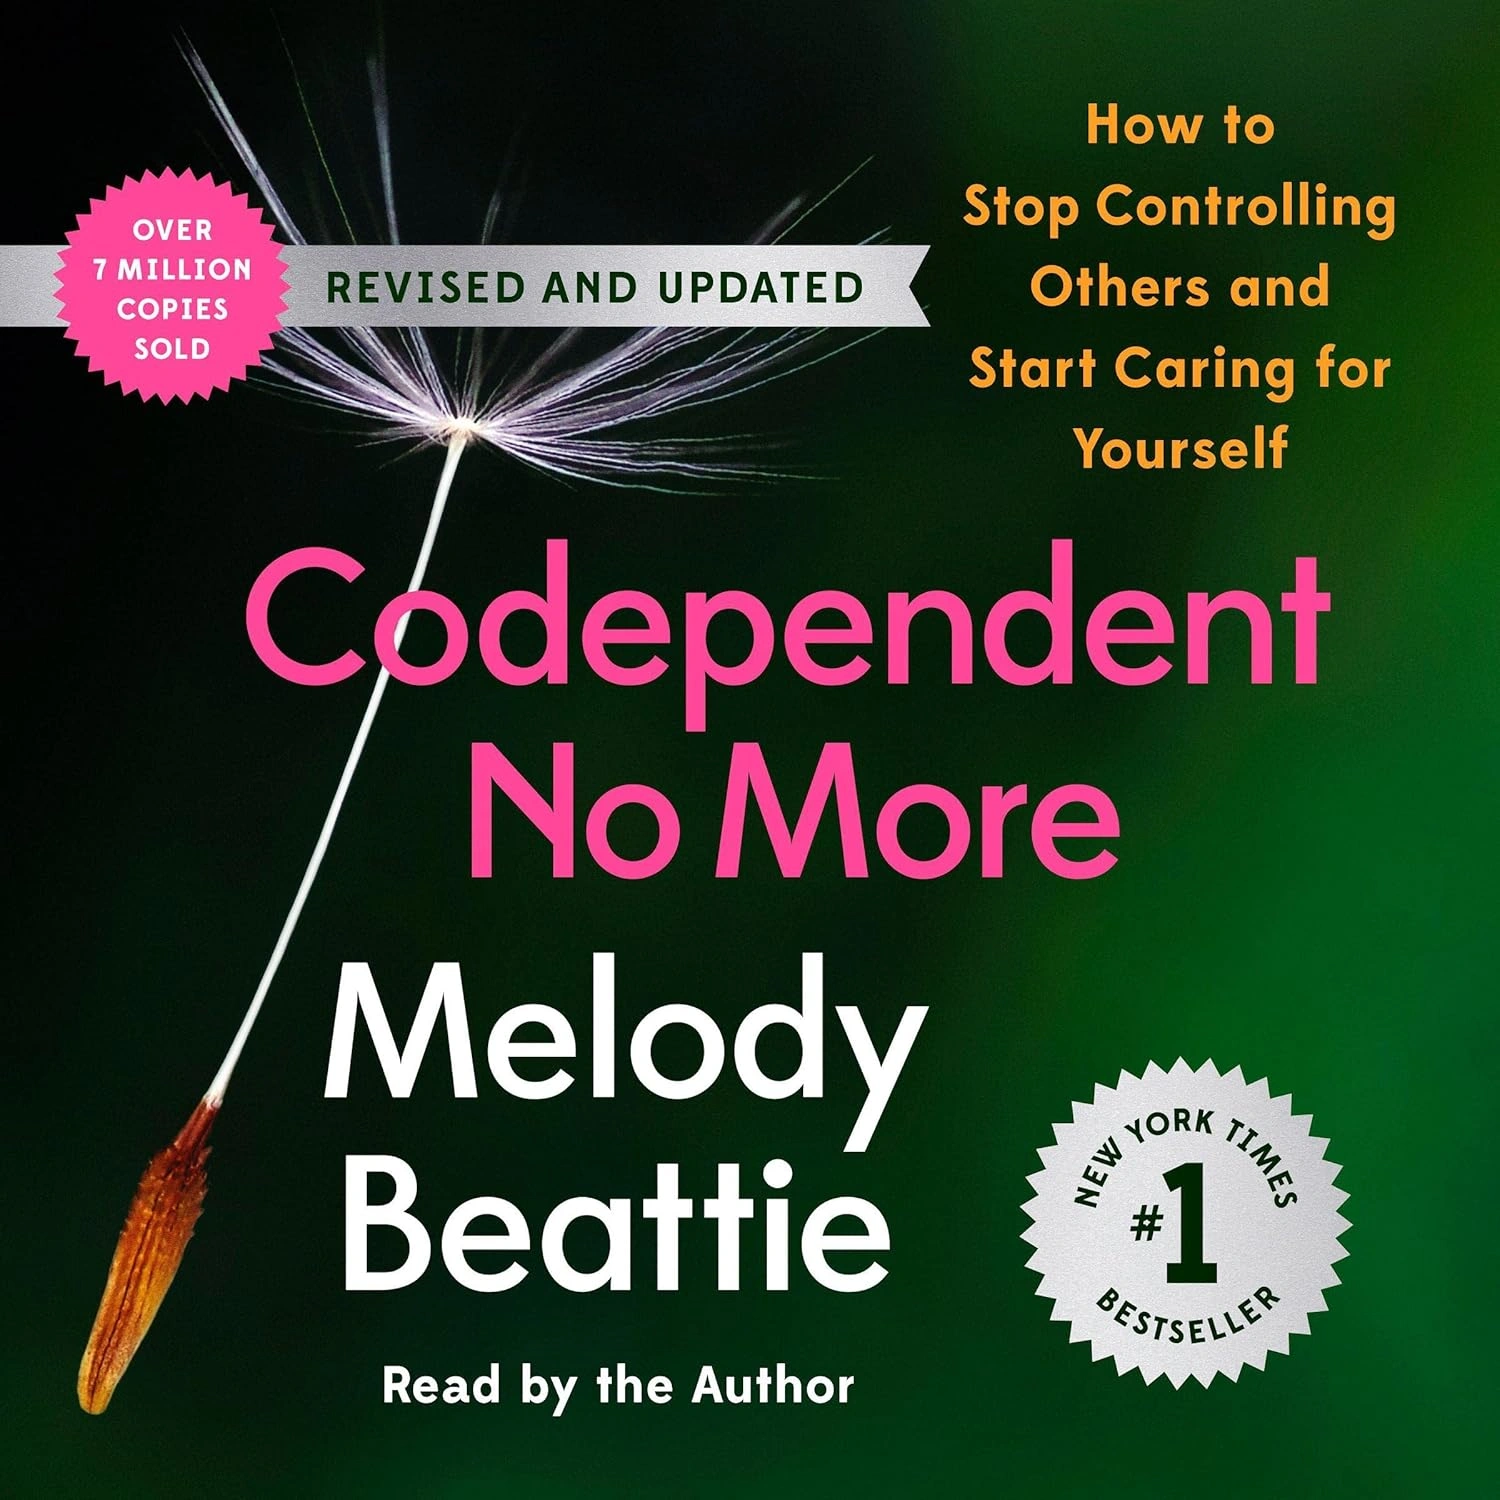 How to
Stop Controlling
Others and
Start Caring for
Yourself
OVER
7 MILLION
COPIES
SOLD
REVISED AND UPDATED
Codependent
No More
Melody
Beattie
Read by the Author
NEW YORK TIMES
#1
BESTSELLER